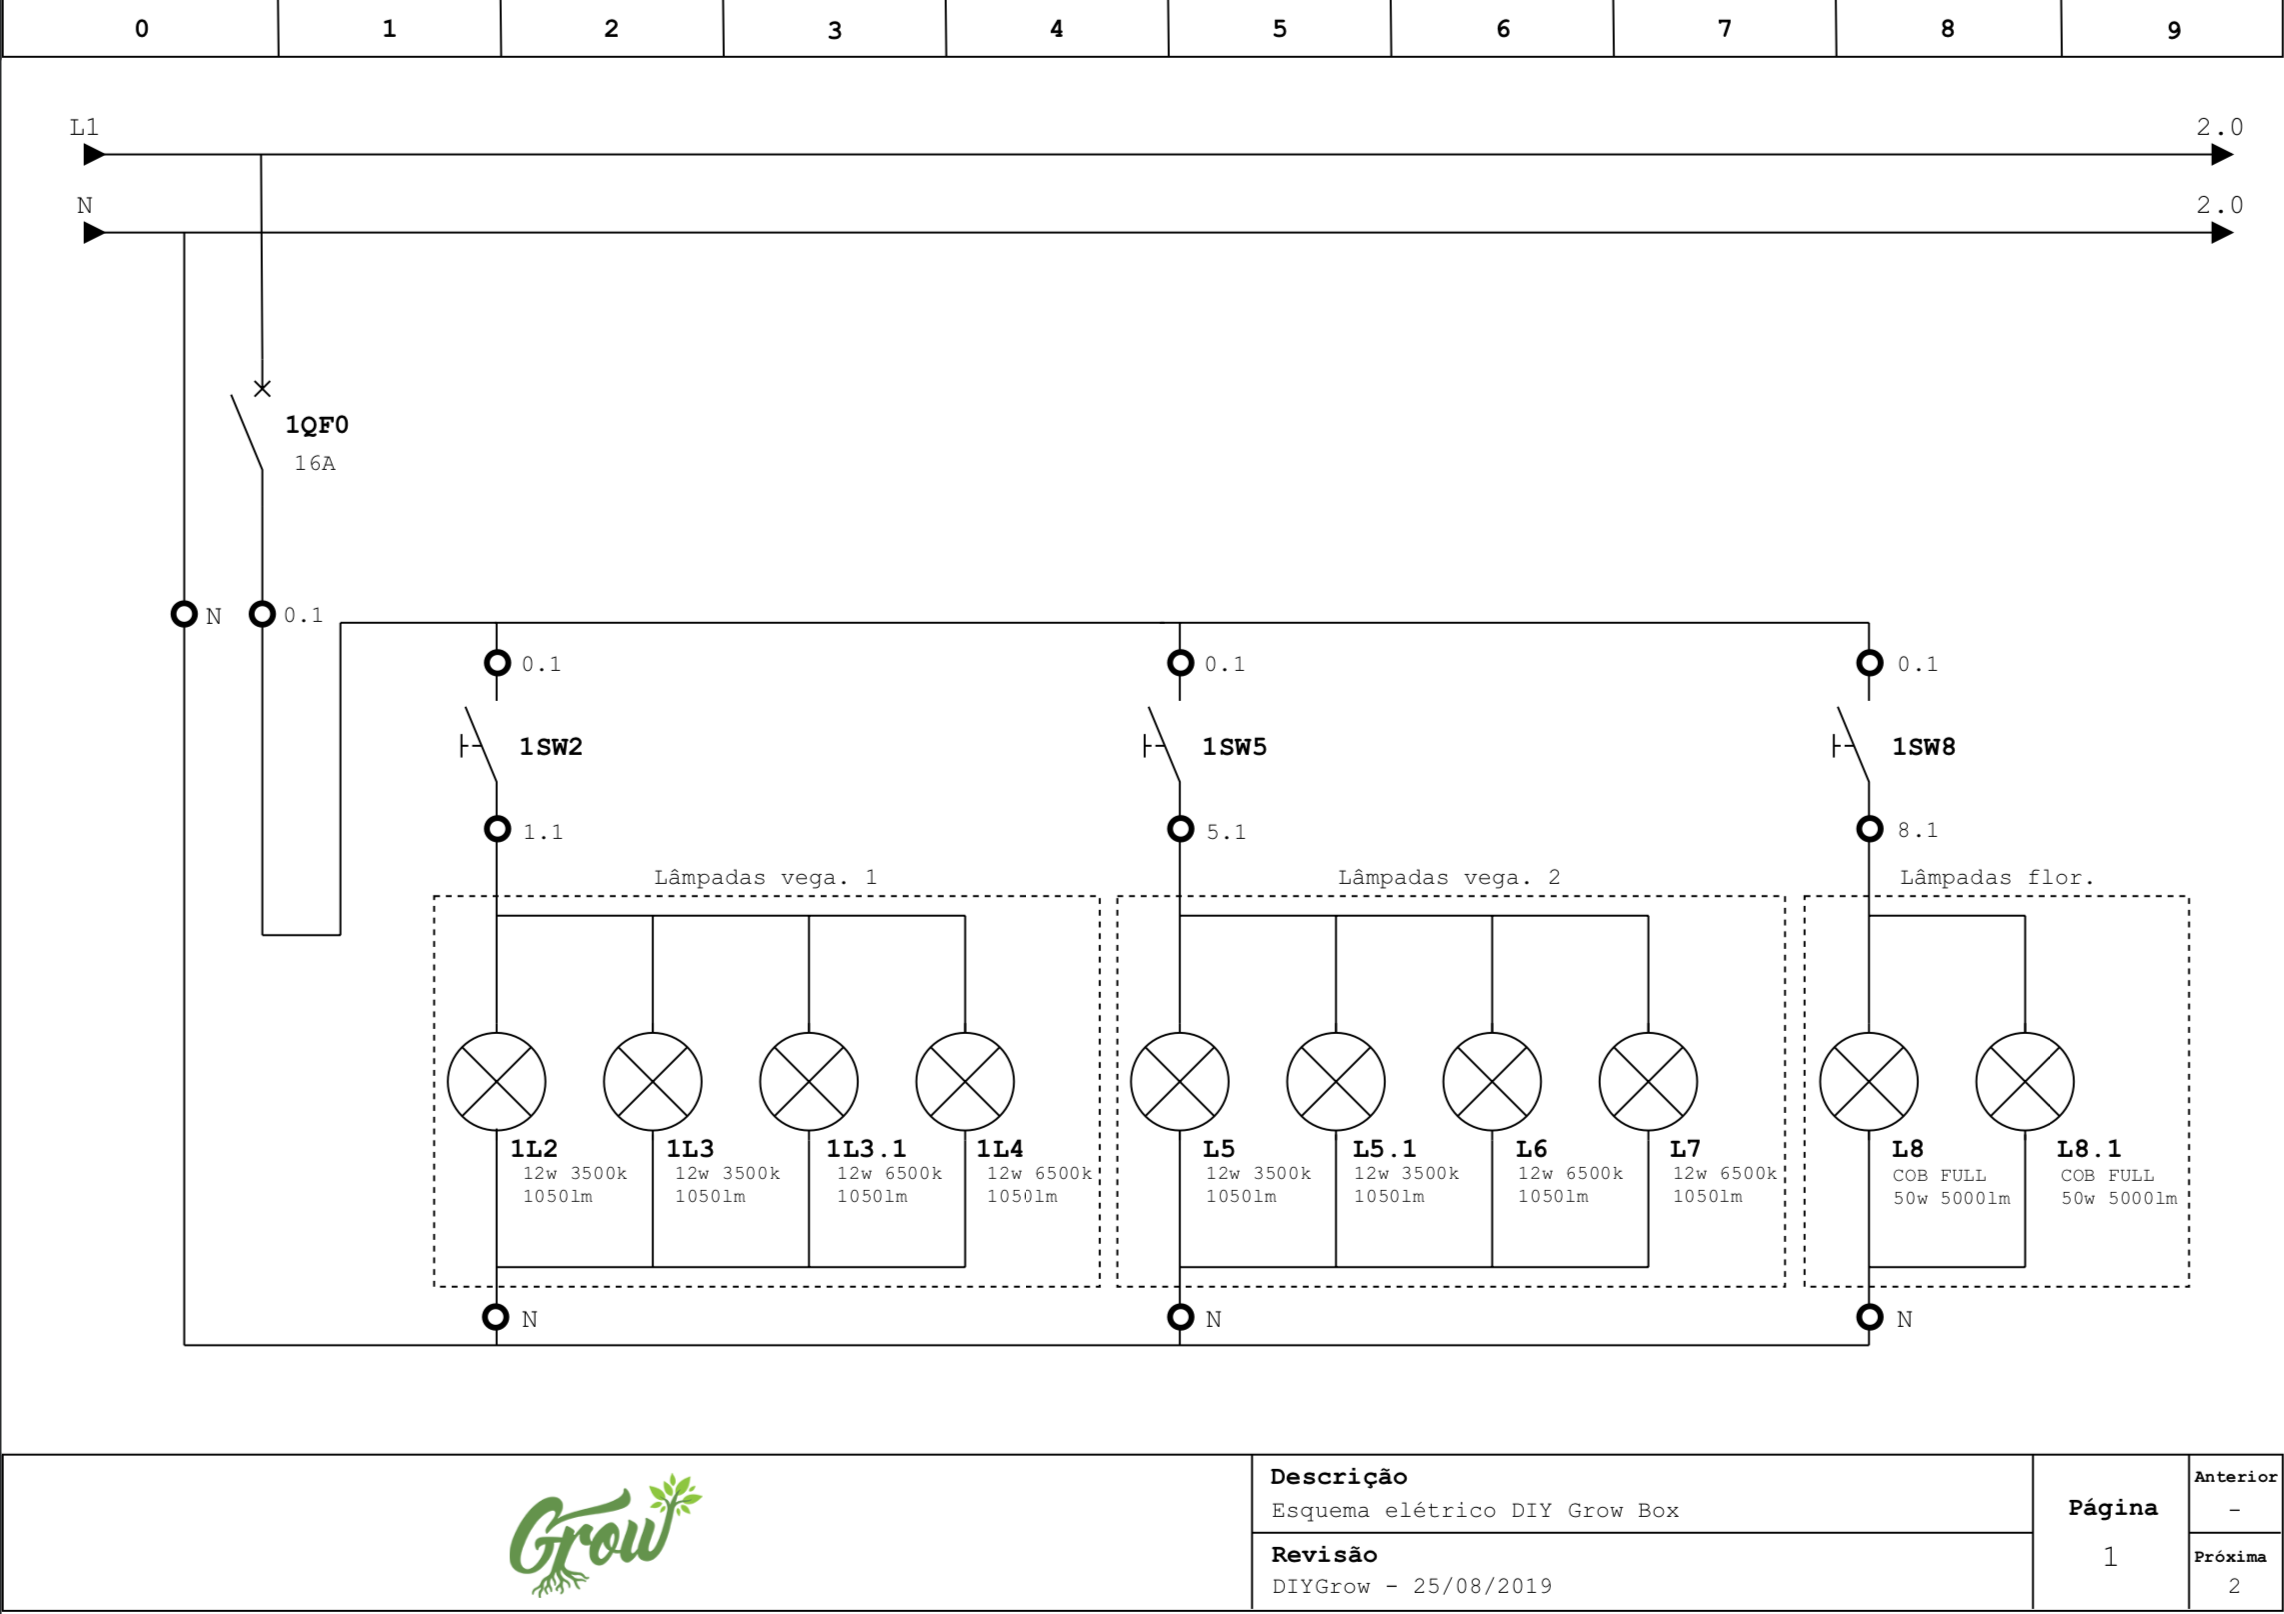 0 1 2 3 4 5 6 7 8 9
L1 2.0
N 2.0
1QF0
16A
N 0.1
0.1 0.1 0.1
1SW2 1SW5 1SW8
1.1 5.1 8.1
Lâmpadas vega. 1 Lâmpadas vega. 2 Lâmpadas flor.
1L2 1L3 1L3.1 1L4 L5 L5.1 L6 L7 L8 L8.1
12w 3500k 12w 3500k 12w 6500k 12w 6500k 12w 3500k 12w 3500k 12w 6500k 12w 6500k COB FULL COB FULL
1050lm 1050lm 1050lm 1050lm 1050lm 1050lm 1050lm 1050lm 50w 5000lm 50w 5000lm
N N N
Grow
Descrição
Esquema elétrico DIY Grow Box
Revisão
DIYGrow - 25/08/2019
Página
1
Anterior
-
Próxima
2